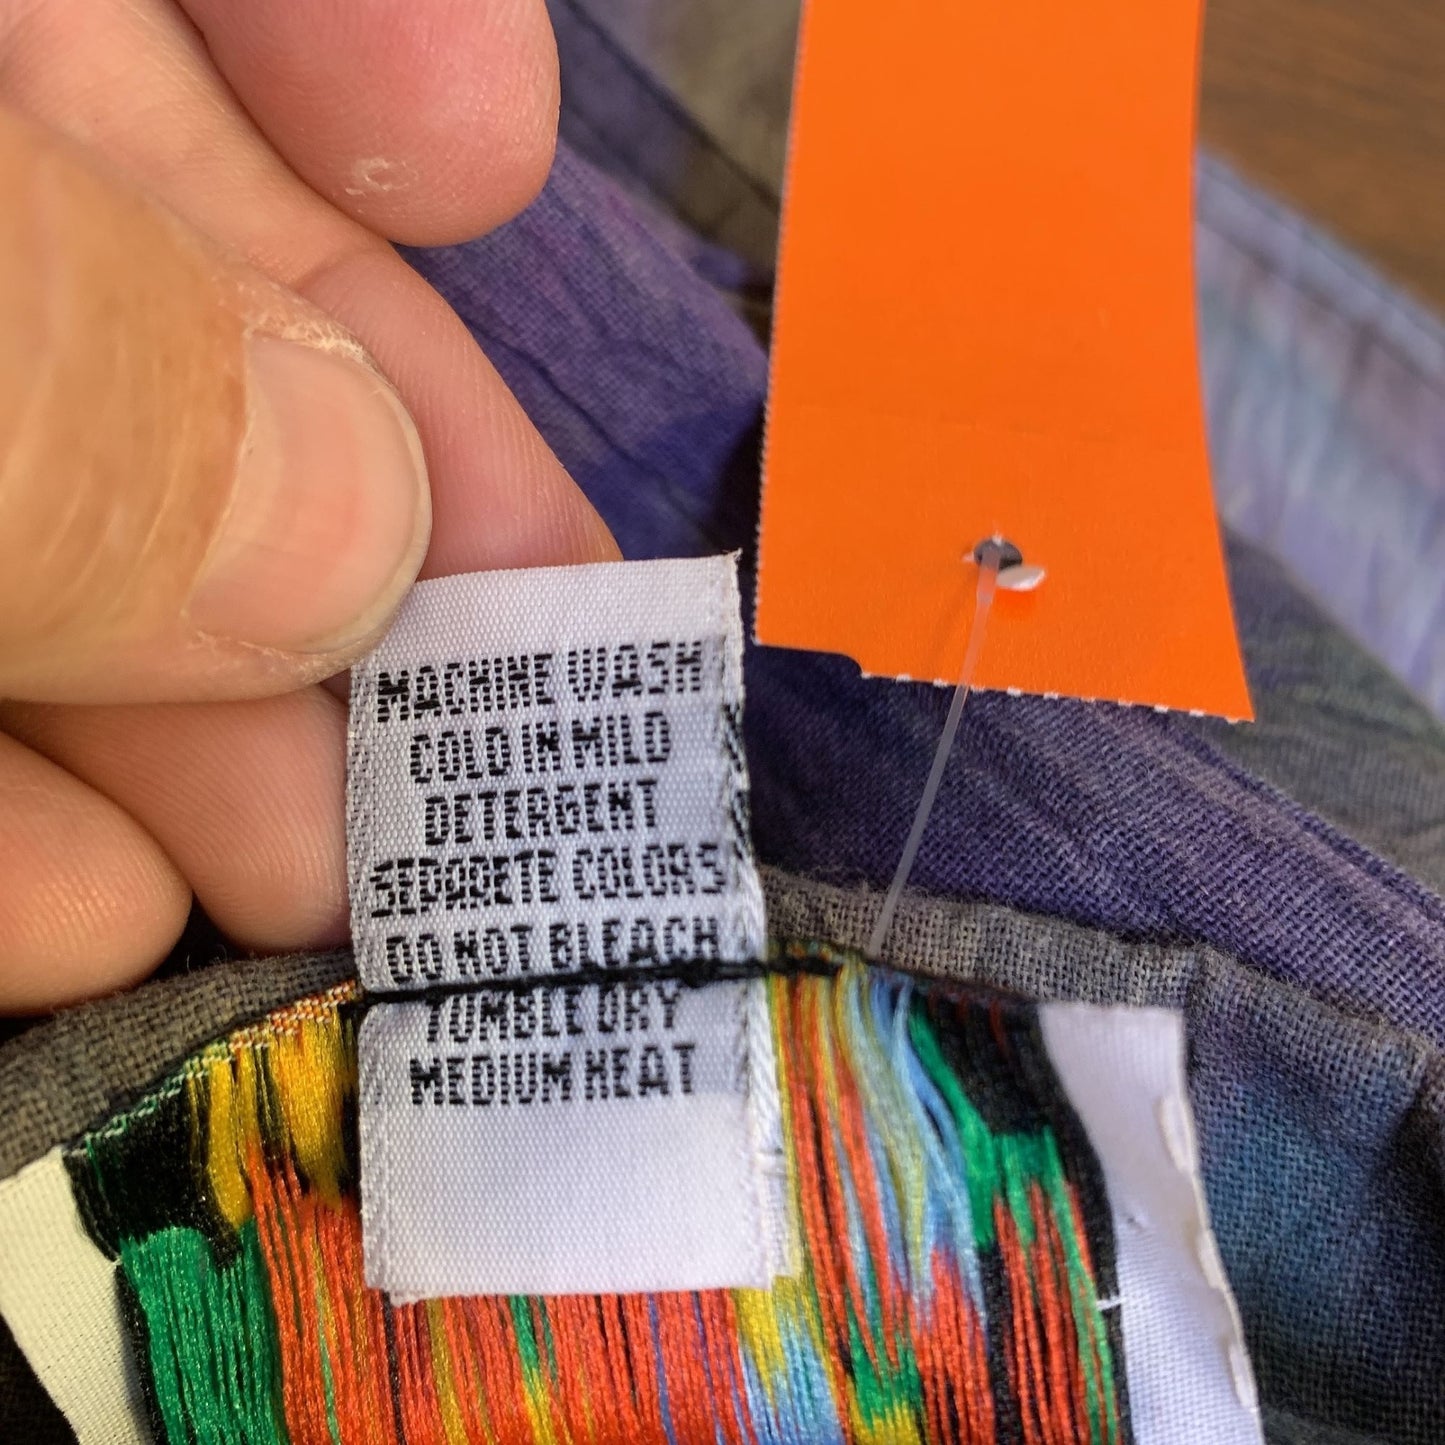 MACHINE WASH
COLD IN MILD
DETERGENT
SEPARETE COLORS
DO NOT BLEACH
TUMBLE DRY
MEDIUM HEAT